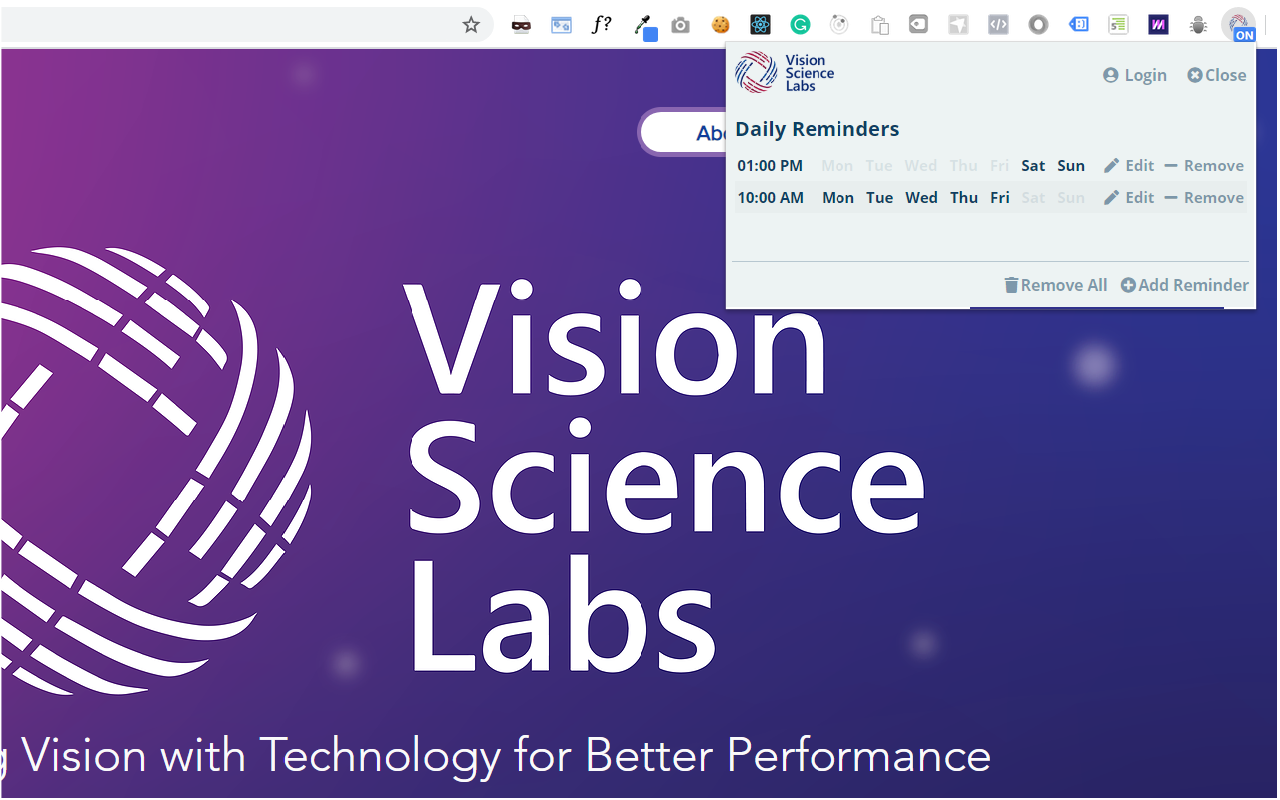 f?
ON
Vision
Science
Labs
Login
Close
Daily Reminders
01:00 PM Mon Tue Wed Thu Fri Sat Sun Edit Remove
10:00 AM Mon Tue Wed Thu Fri Sat Sun Edit Remove
Remove All
Add Reminder
Vision
Science
Labs
Vision with Technology for Better Performance